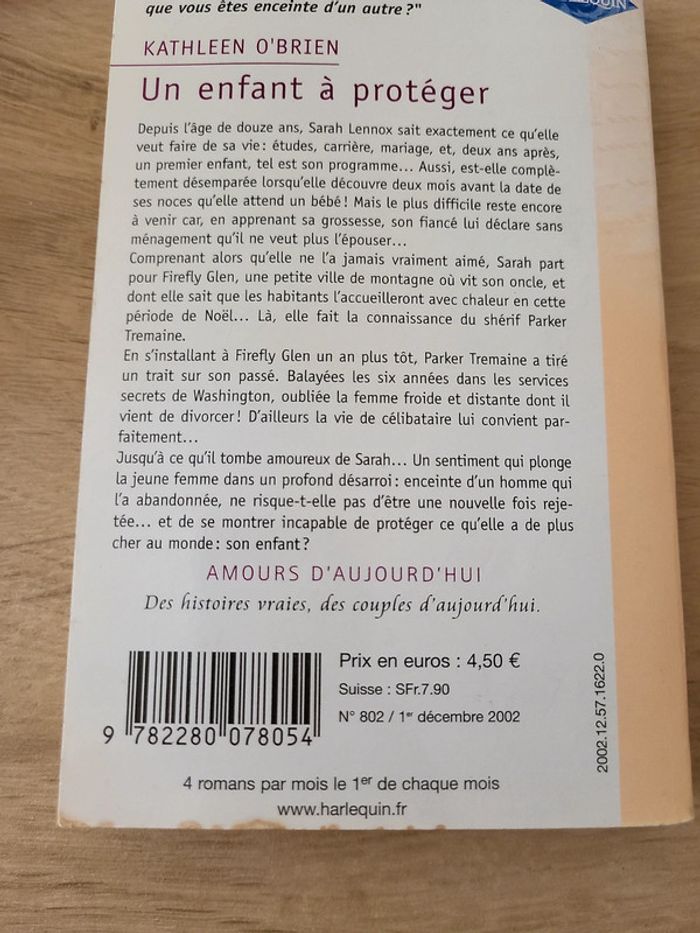 que vous êtes enceinte d'un autre?"
KATHLEEN O'BRIEN
Un enfant à protéger
Depuis l'âge de douze ans, Sarah Lennox sait exactement ce qu'elle
veut faire de sa vie: études, carrière, mariage, et, deux ans après,
un premier enfant, tel est son programme... Aussi, est-elle complè-
tement désemparée lorsqu'elle découvre deux mois avant la date de
ses noces qu'elle attend un bébé! Mais le plus difficile reste encore
à venir car, en apprenant sa grossesse, son fiancé lui déclare sans
ménagement qu'il ne veut plus l'épouser...
Comprenant alors qu'elle ne l'a jamais vraiment aimé, Sarah part
pour Firefly Glen, une petite ville de montagne où vit son oncle, et
dont elle sait que les habitants l'accueilleront avec chaleur en cette
période de Noël... Là, elle fait la connaissance du shérif Parker
Tremaine.
En s'installant à Firefly Glen un an plus tôt, Parker Tremaine a tiré
un trait sur son passé. Balayées les six années dans les services
secrets de Washington, oubliée la femme froide et distante dont il
vient de divorcer! D'ailleurs la vie de célibataire lui convient par-
faitement...
Jusqu'à ce qu'il tombe amoureux de Sarah... Un sentiment qui plonge
la jeune femme dans un profond désarroi: enceinte d'un homme qui
l'a abandonnée, ne risque-t-elle pas d'être une nouvelle fois reje-
tée... et de se montrer incapable de protéger ce qu'elle a de plus
cher au monde: son enfant?
AMOURS D'AUJOURD'HUI
Des histoires vraies, des couples d'aujourd'hui.
Prix en euros : 4,50 €
Suisse : SFr.7.90
N° 802 / 1er décembre 2002
9 782280 078054
2002.12.57.1622.0
4 romans par mois le 1er de chaque mois
www.harlequin.fr